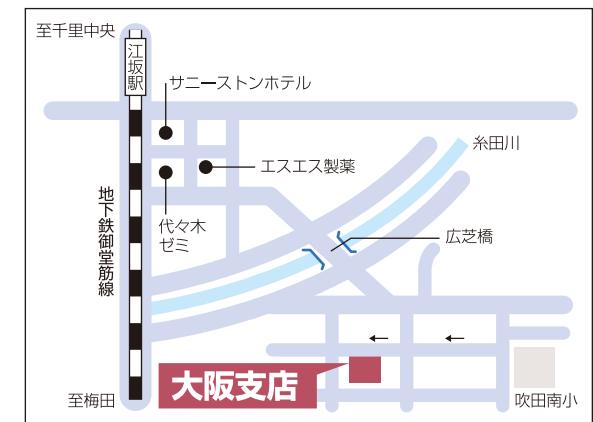 至千里中央
江坂駅
サニーストンホテル
糸田川
エスエス製薬
代々木
ゼミ
地下鉄御堂筋線
広芝橋
大阪支店
至梅田
吹田南小